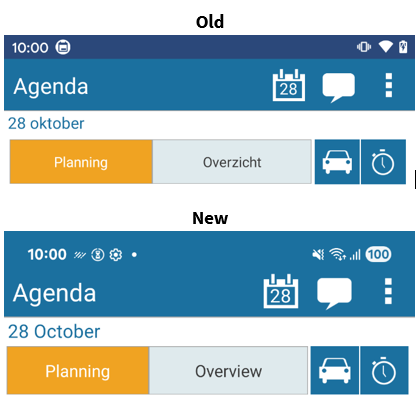 Old
10:00
Agenda 28
28 oktober
Planning Overzicht
New
10:00 100
Agenda 28
28 October
Planning Overview